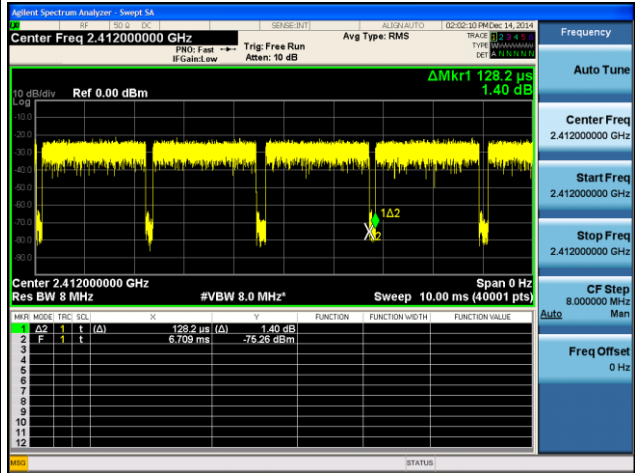 Agilent Spectrum Analyzer - Swept SA
RF 50 Ω DC SENSE:INT ALIGN AUTO 02:02:10 PM Dec 14, 2014
Center Freq 2.412000000 GHz
Avg Type: RMS
TRACE 1 2 3 4 5 6
TYPE
DET A N N N N N
PNO: Fast
IFGain:Low
Trig: Free Run
Atten: 10 dB
ΔMkr1 128.2 µs
1.40 dB
10 dB/div
Log
Ref 0.00 dBm
-10.0
-20.0
-30.0
-40.0
-50.0
-60.0
-70.0
-80.0
-90.0
1Δ2
2
Center 2.412000000 GHz
Span 0 Hz
Res BW 8 MHz
#VBW 8.0 MHz*
Sweep 10.00 ms (40001 pts)
MKR MODE TRC SCL X Y FUNCTION FUNCTION WIDTH FUNCTION VALUE
1 Δ2 1 t (Δ) 128.2 µs (Δ) 1.40 dB
2 F 1 t 6.709 ms -75.26 dBm
3
4
5
6
7
8
9
10
11
12
MSG
STATUS
Frequency
Auto Tune
Center Freq
2.412000000 GHz
Start Freq
2.412000000 GHz
Stop Freq
2.412000000 GHz
CF Step
8.000000 MHz
Auto Man
Freq Offset
0 Hz